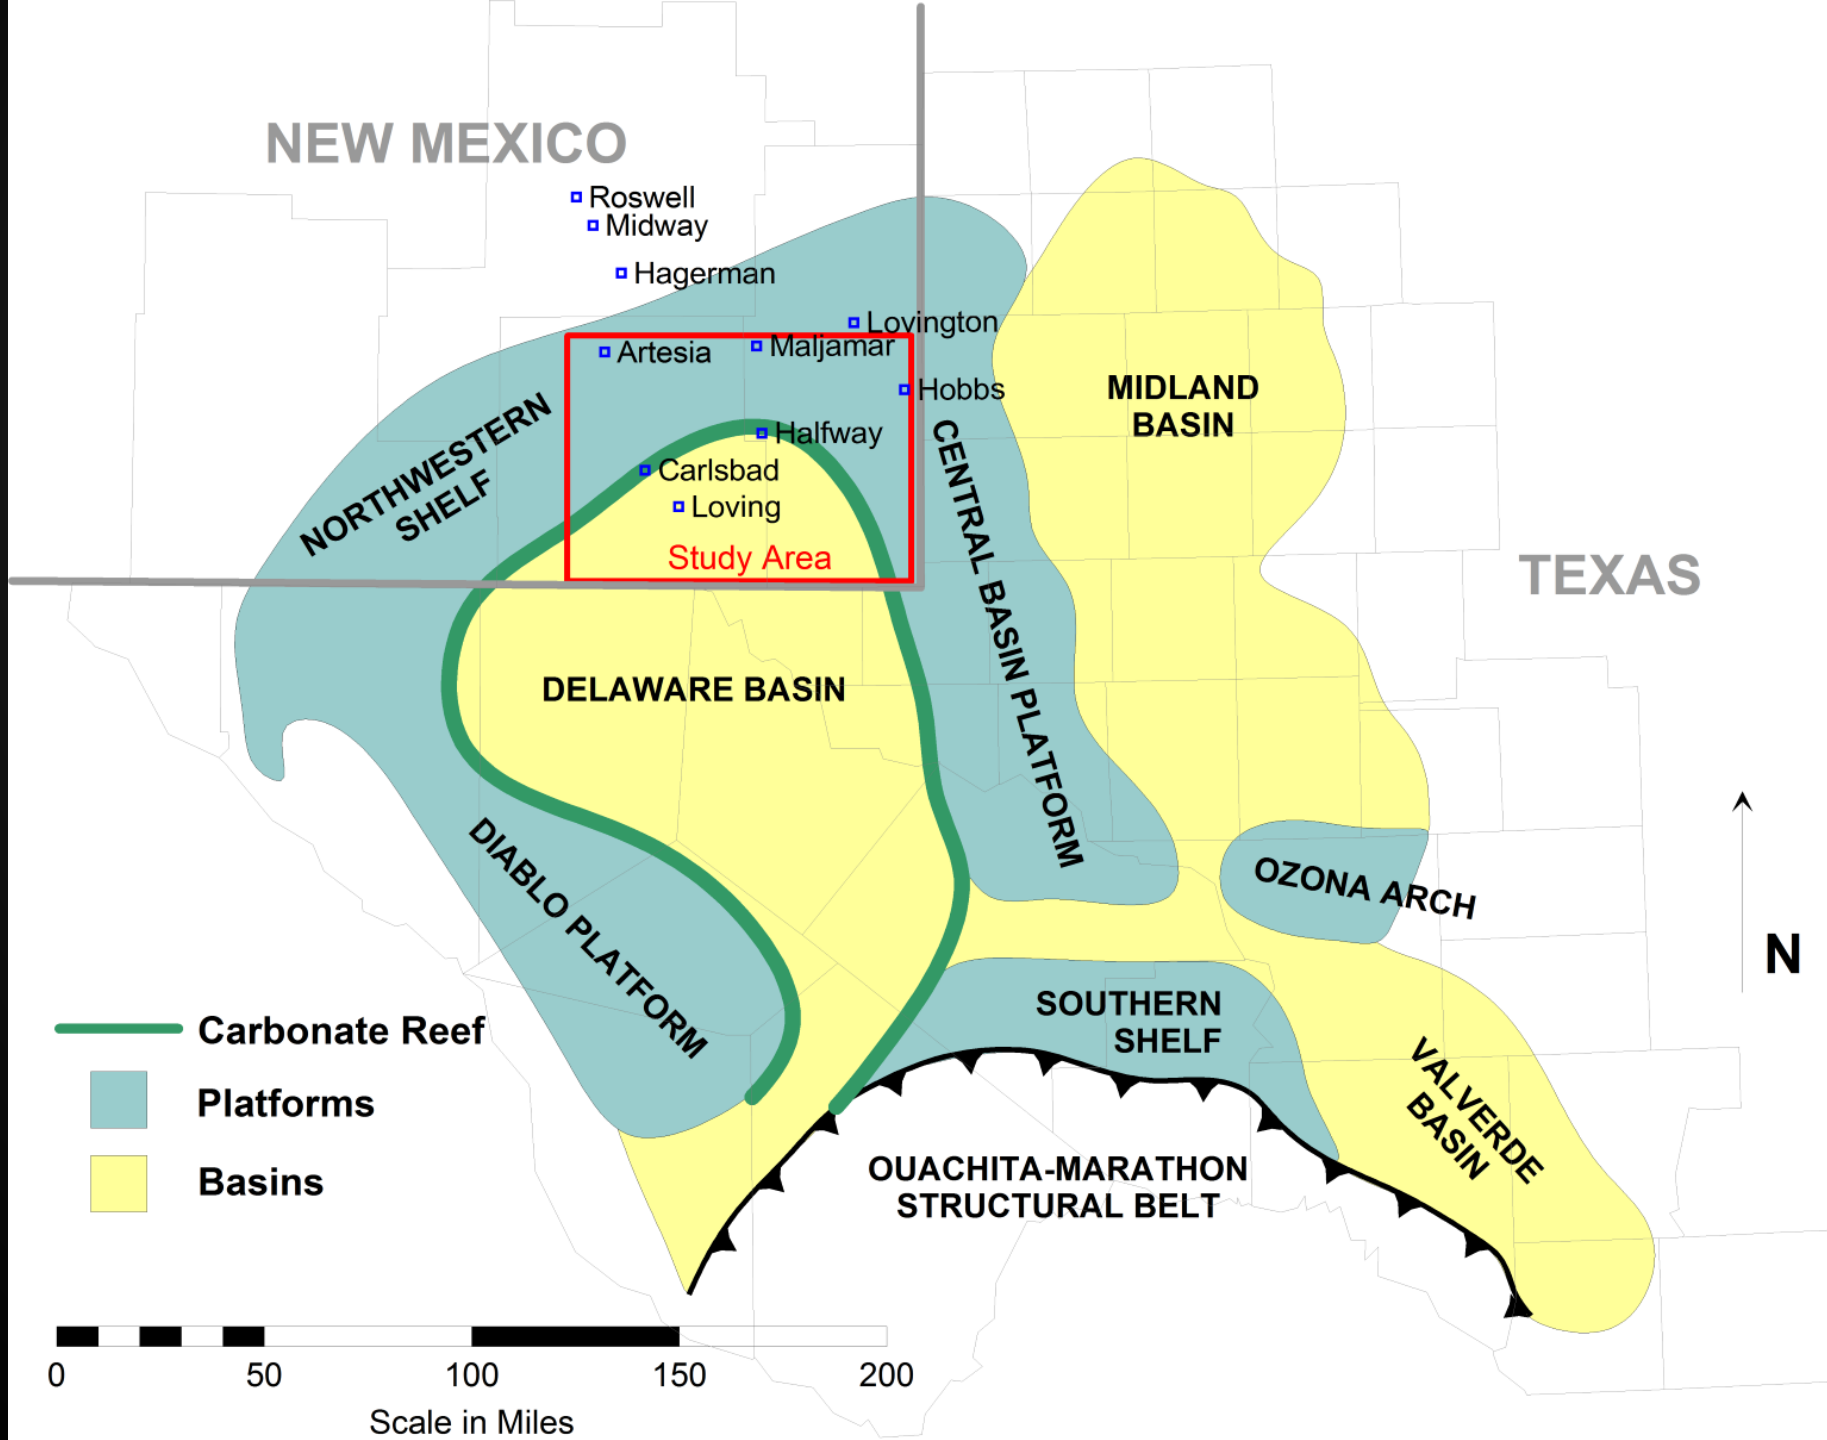 NEW MEXICO
Roswell
Midway
Hagerman
Lovington
Artesia
Maljamar
Hobbs
Halfway
Carlsbad
Loving
Study Area
NORTHWESTERN
SHELF
CENTRAL BASIN PLATFORM
MIDLAND
BASIN
TEXAS
DELAWARE BASIN
DIABLO PLATFORM
OZONA ARCH
SOUTHERN
SHELF
VALVERDE
BASIN
OUACHITA-MARATHON
STRUCTURAL BELT
N
Carbonate Reef
Platforms
Basins
0 50 100 150 200
Scale in Miles